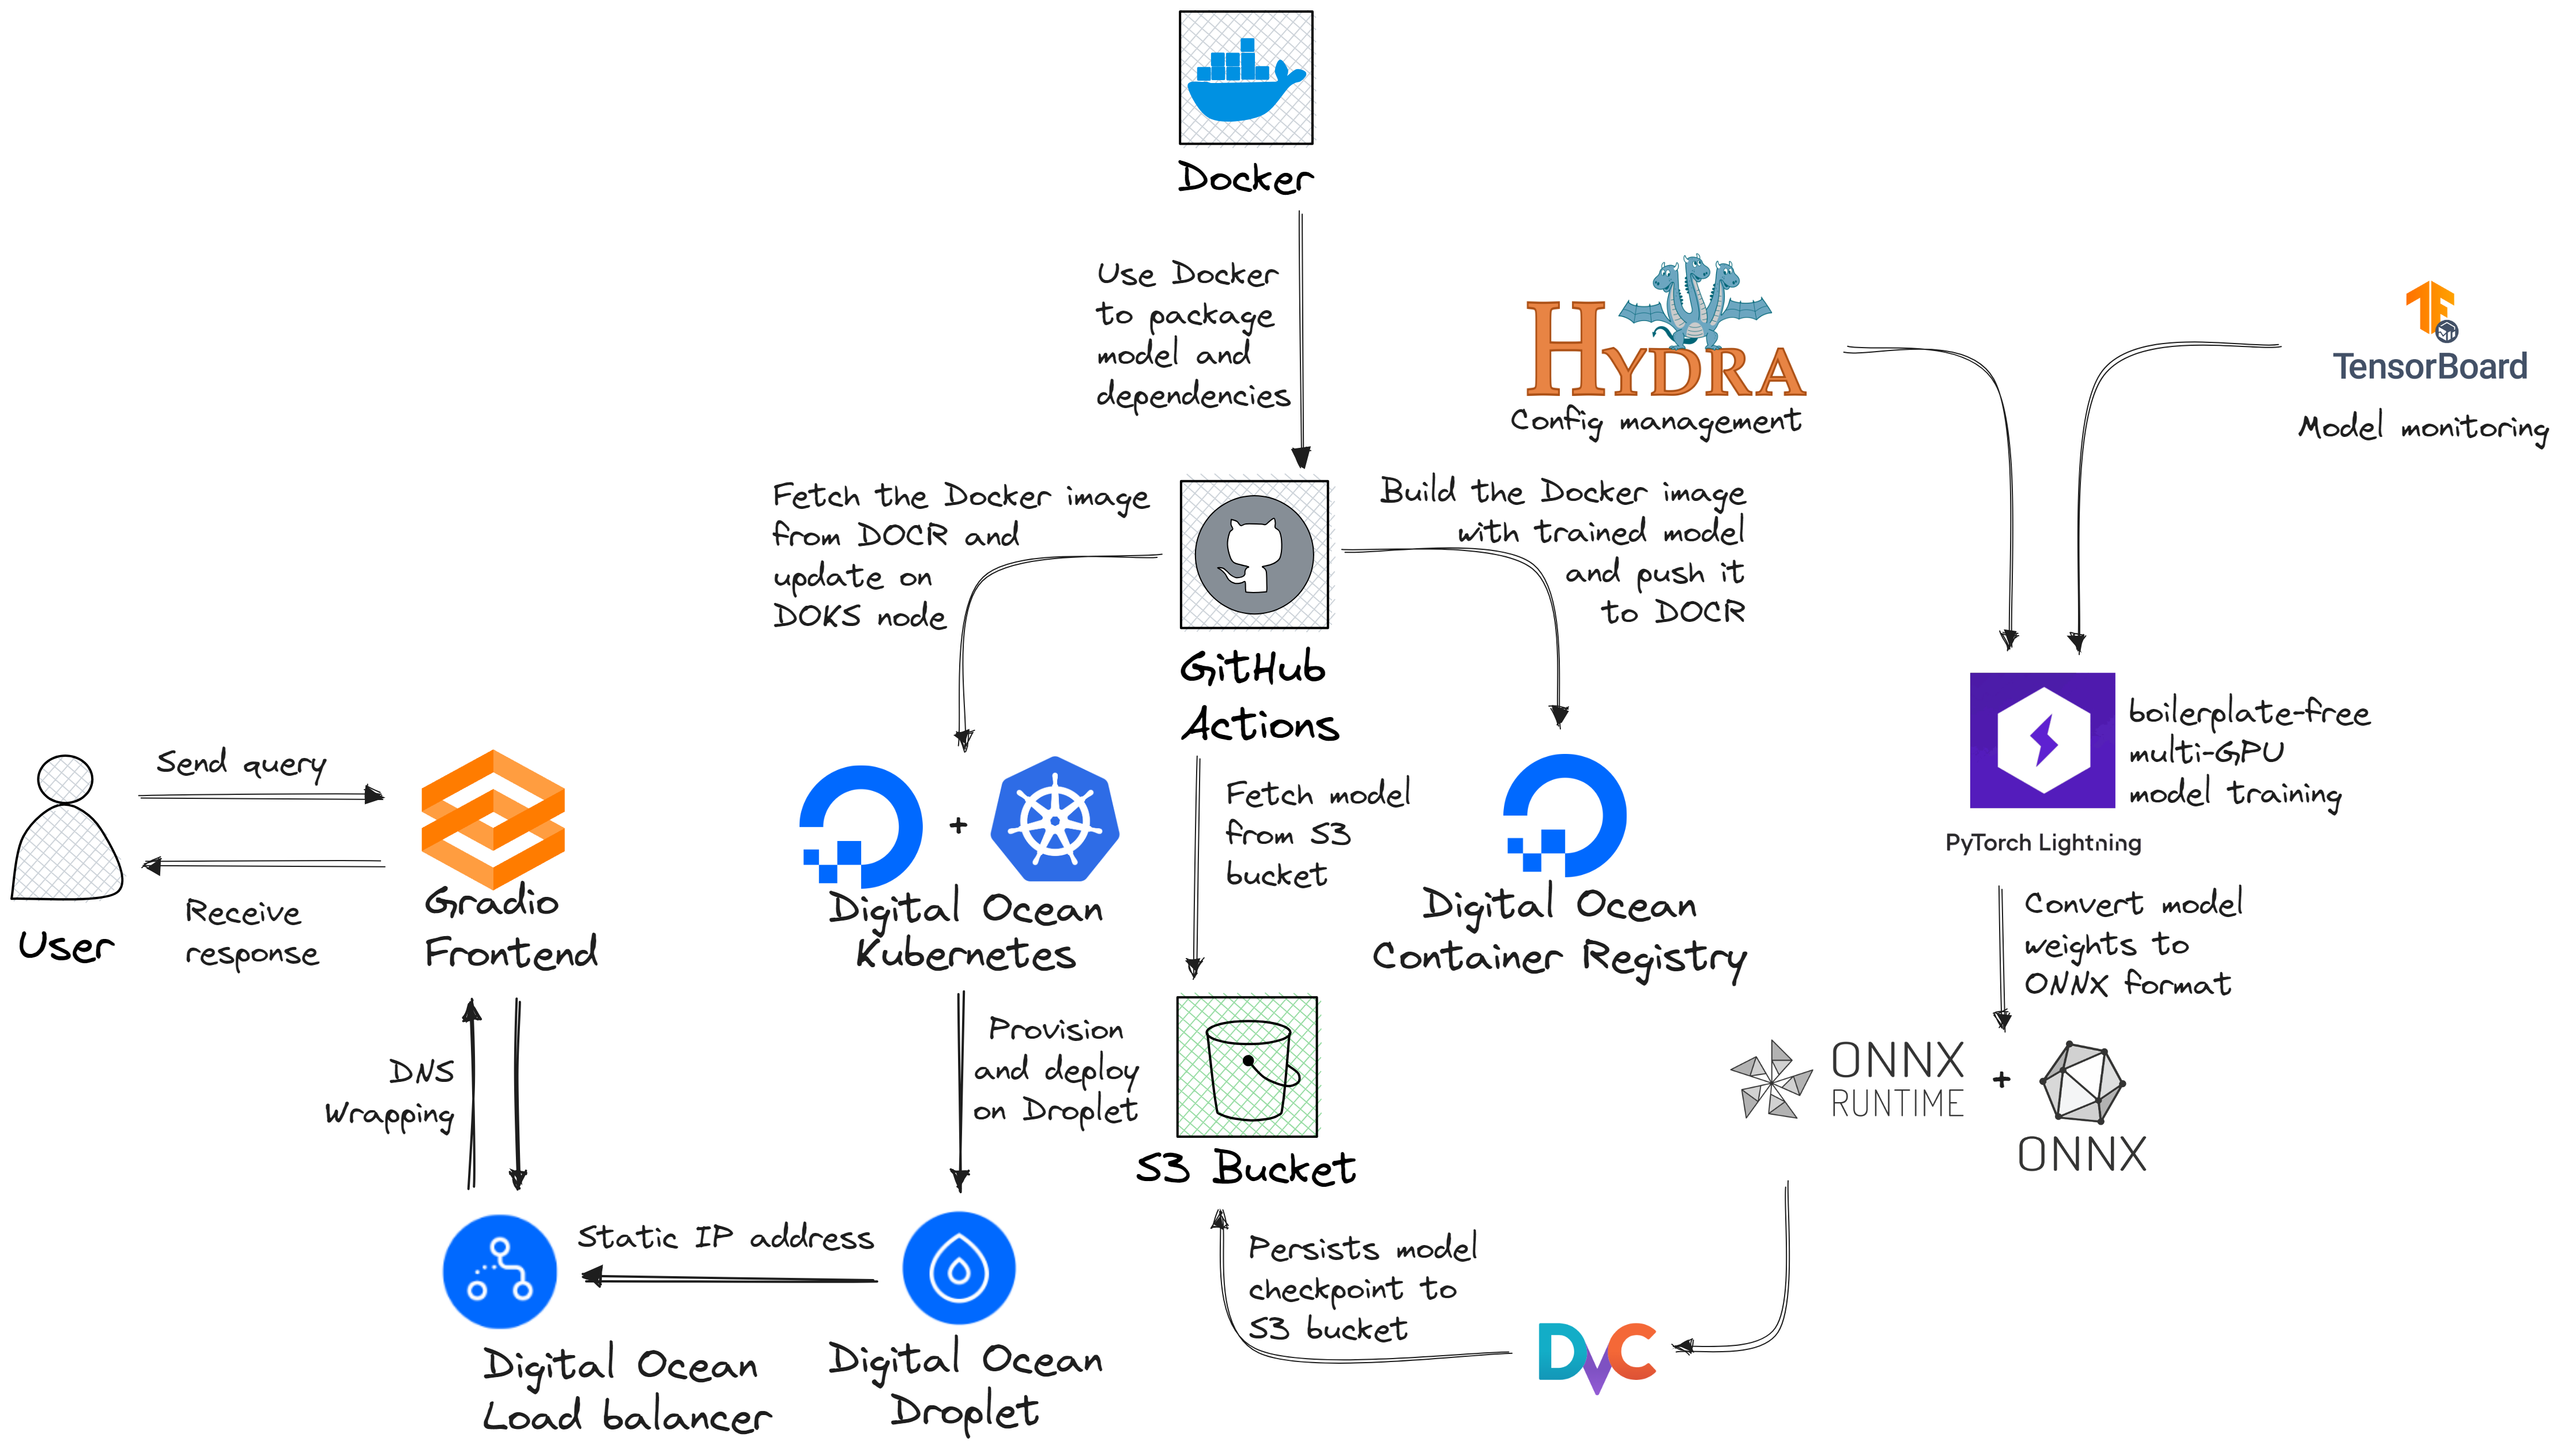 Docker
Use Docker
to package
model and
dependencies
HYDRA
Config management
TensorBoard
Model monitoring
Fetch the Docker image
from DOCR and
update on
DOKS node
Build the Docker image
with trained model
and push it
to DOCR
GitHub
Actions
boilerplate-free
multi-GPU
model training
PyTorch Lightning
Send query
Receive
response
User
Gradio
Frontend
+
Digital Ocean
Kubernetes
Fetch model
from S3
bucket
Digital Ocean
Container Registry
Convert model
weights to
ONNX format
DNS
Wrapping
Provision
and deploy
on Droplet
S3 Bucket
ONNX
RUNTIME
+
ONNX
Static IP address
Digital Ocean
Load balancer
Digital Ocean
Droplet
Persists model
checkpoint to
S3 bucket
DVC